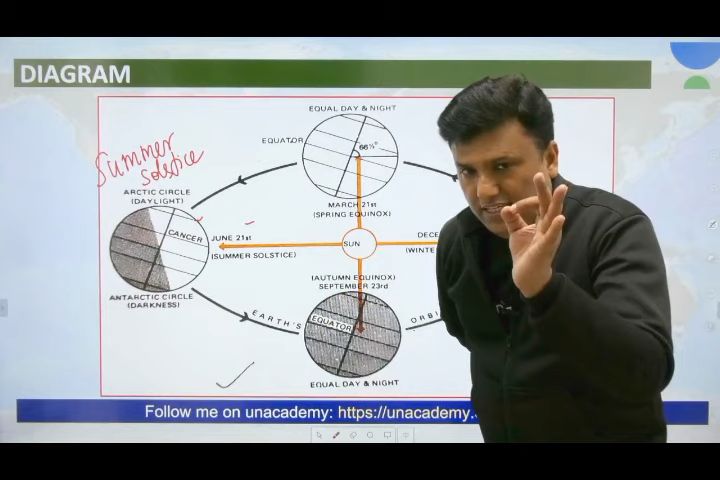 DIAGRAM
EQUAL DAY & NIGHT
EQUATOR
66½°
Summer
Solstice
ARCTIC CIRCLE
(DAYLIGHT)
MARCH 21st
(SPRING EQUINOX)
CANCER
JUNE 21st
(SUMMER SOLSTICE)
SUN
DECE
(WINTE
(AUTUMN EQUINOX)
SEPTEMBER 23rd
ANTARCTIC CIRCLE
(DARKNESS)
EARTH'S
EQUATOR
ORBI
EQUAL DAY & NIGHT
Follow me on unacademy: https://unacademy.